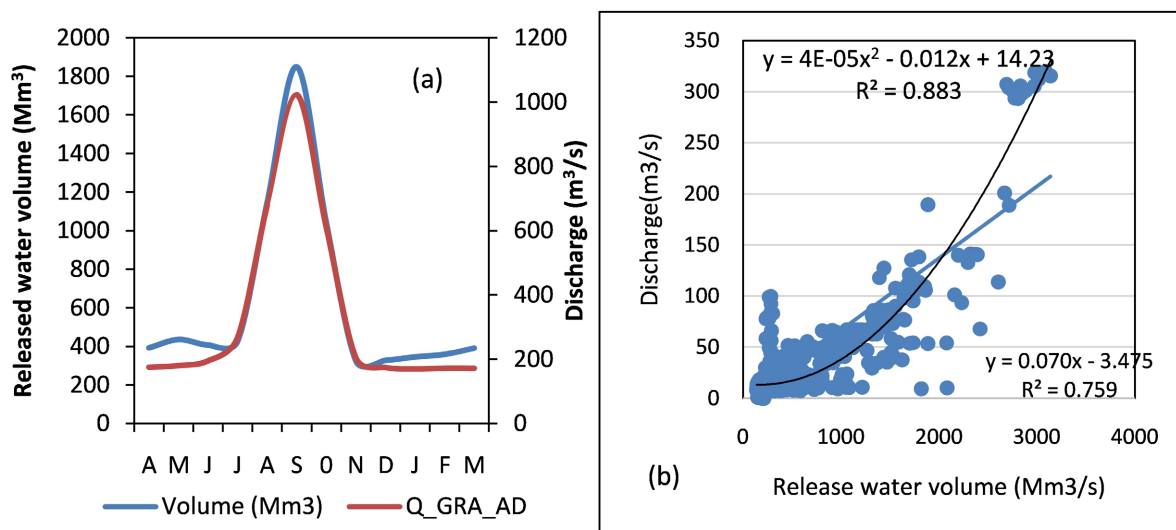 2000
1800
1600
1400
1200
1000
800
600
400
200
0
Released water volume (Mm³)
(a)
1200
1000
800
600
400
200
0
Discharge (m³/s)
A M J J A S 0 N D J F M
Volume (Mm3) Q_GRA_AD
350
300
250
200
150
100
50
0
Discharge(m3/s)
y = 4E-05x² - 0.012x + 14.23
R² = 0.883
y = 0.070x - 3.475
R² = 0.759
0 1000 2000 3000 4000
(b)
Release water volume (Mm3/s)